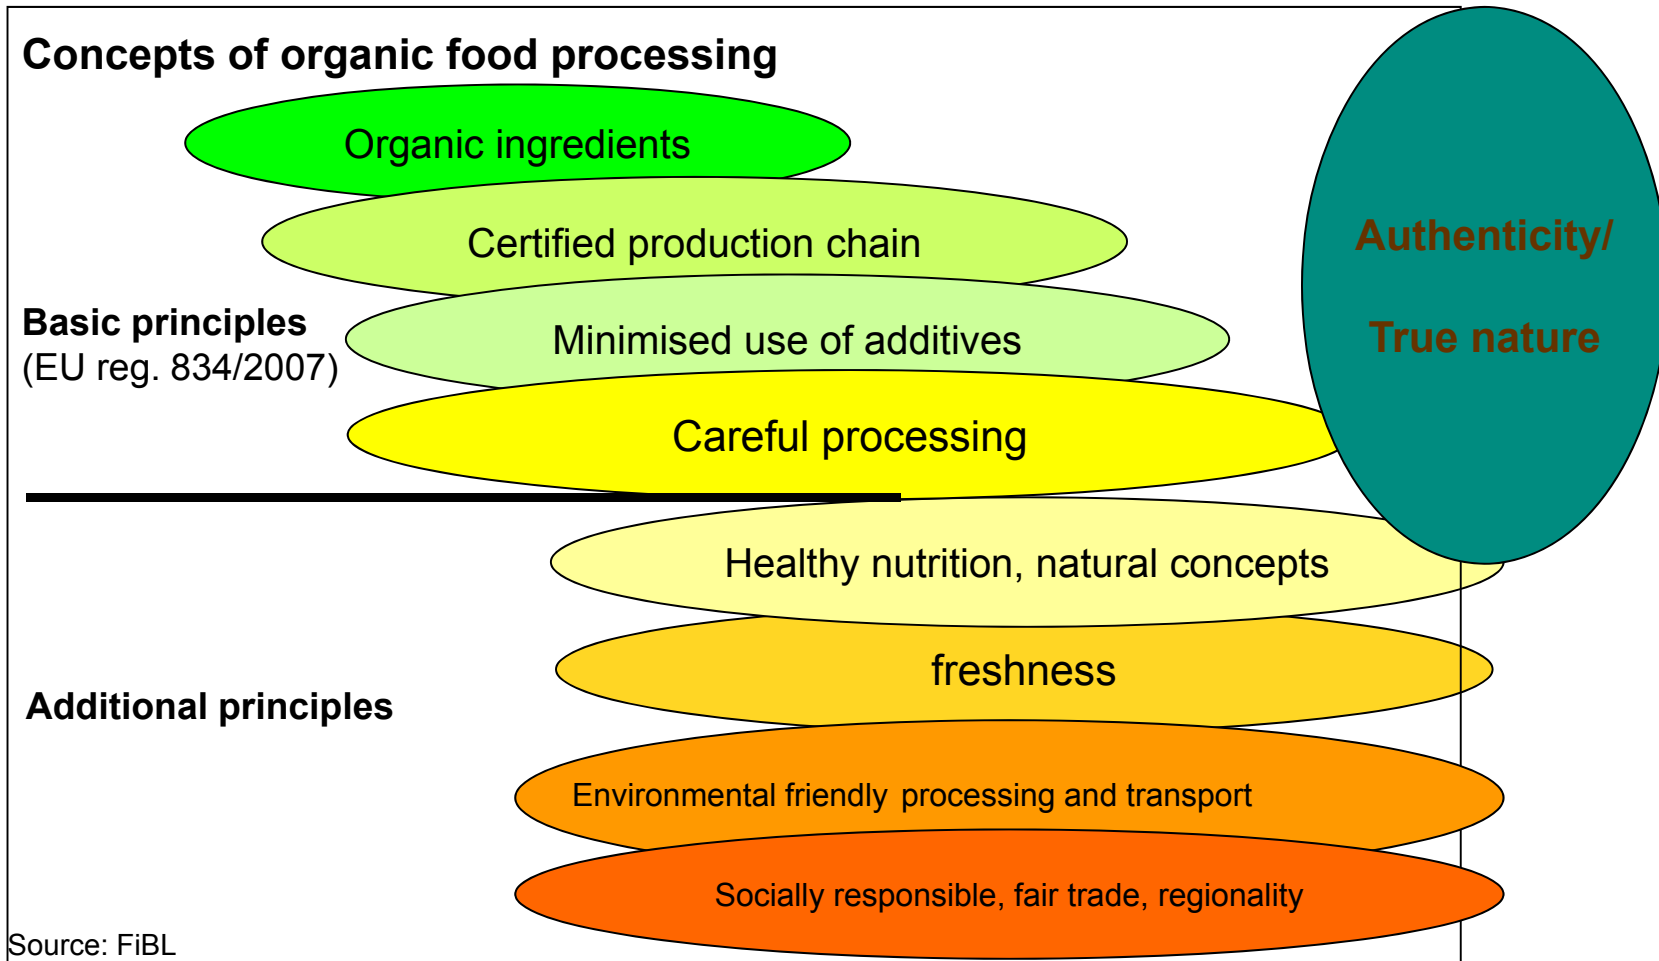 Concepts of organic food processing
Organic ingredients
Certified production chain
Authenticity/
True nature
Basic principles
(EU reg. 834/2007)
Minimised use of additives
Careful processing
Healthy nutrition, natural concepts
freshness
Additional principles
Environmental friendly processing and transport
Socially responsible, fair trade, regionality
Source: FiBL